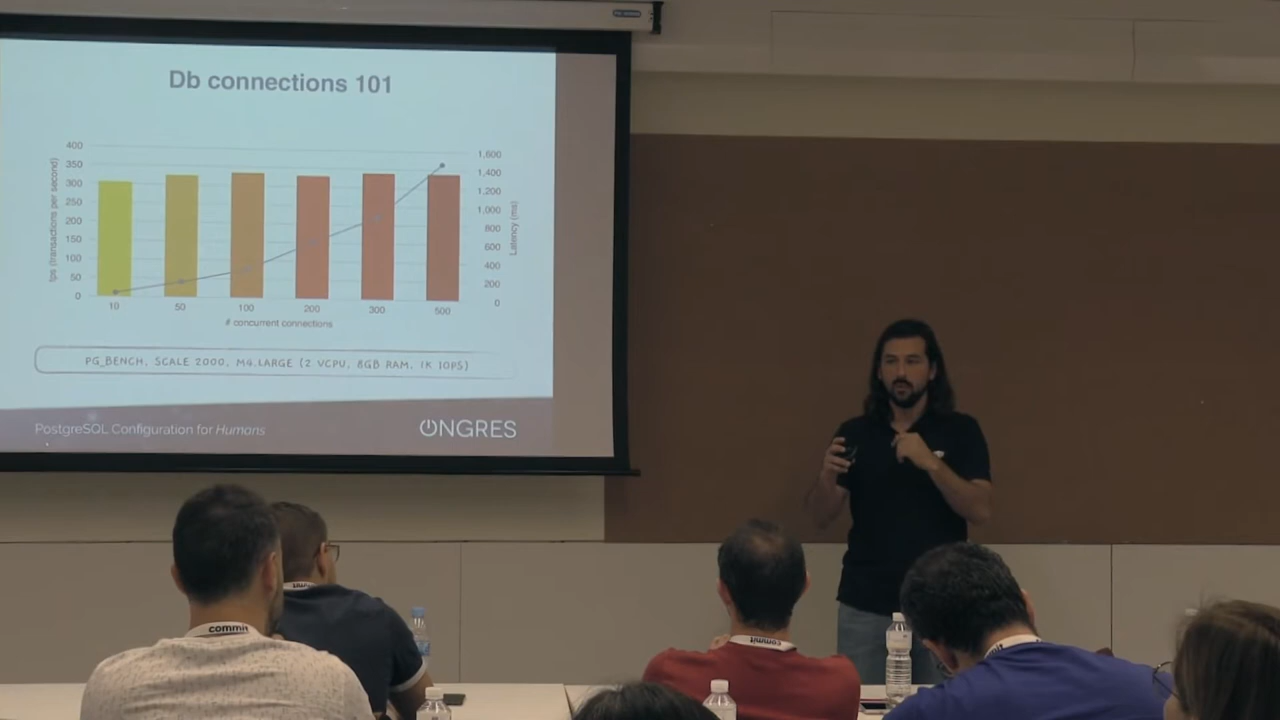 Db connections 101
400
350
300
250
200
150
100
50
0
tps (transactions per second)
1,600
1,400
1,200
1,000
800
600
400
200
0
Latency (ms)
10 50 100 200 300 500
# concurrent connections
PG_BENCH, SCALE 2000, M4.LARGE (2 VCPU, 8GB RAM, 1K IOPS)
PostgreSQL Configuration for Humans
ONGRES
commit
commit